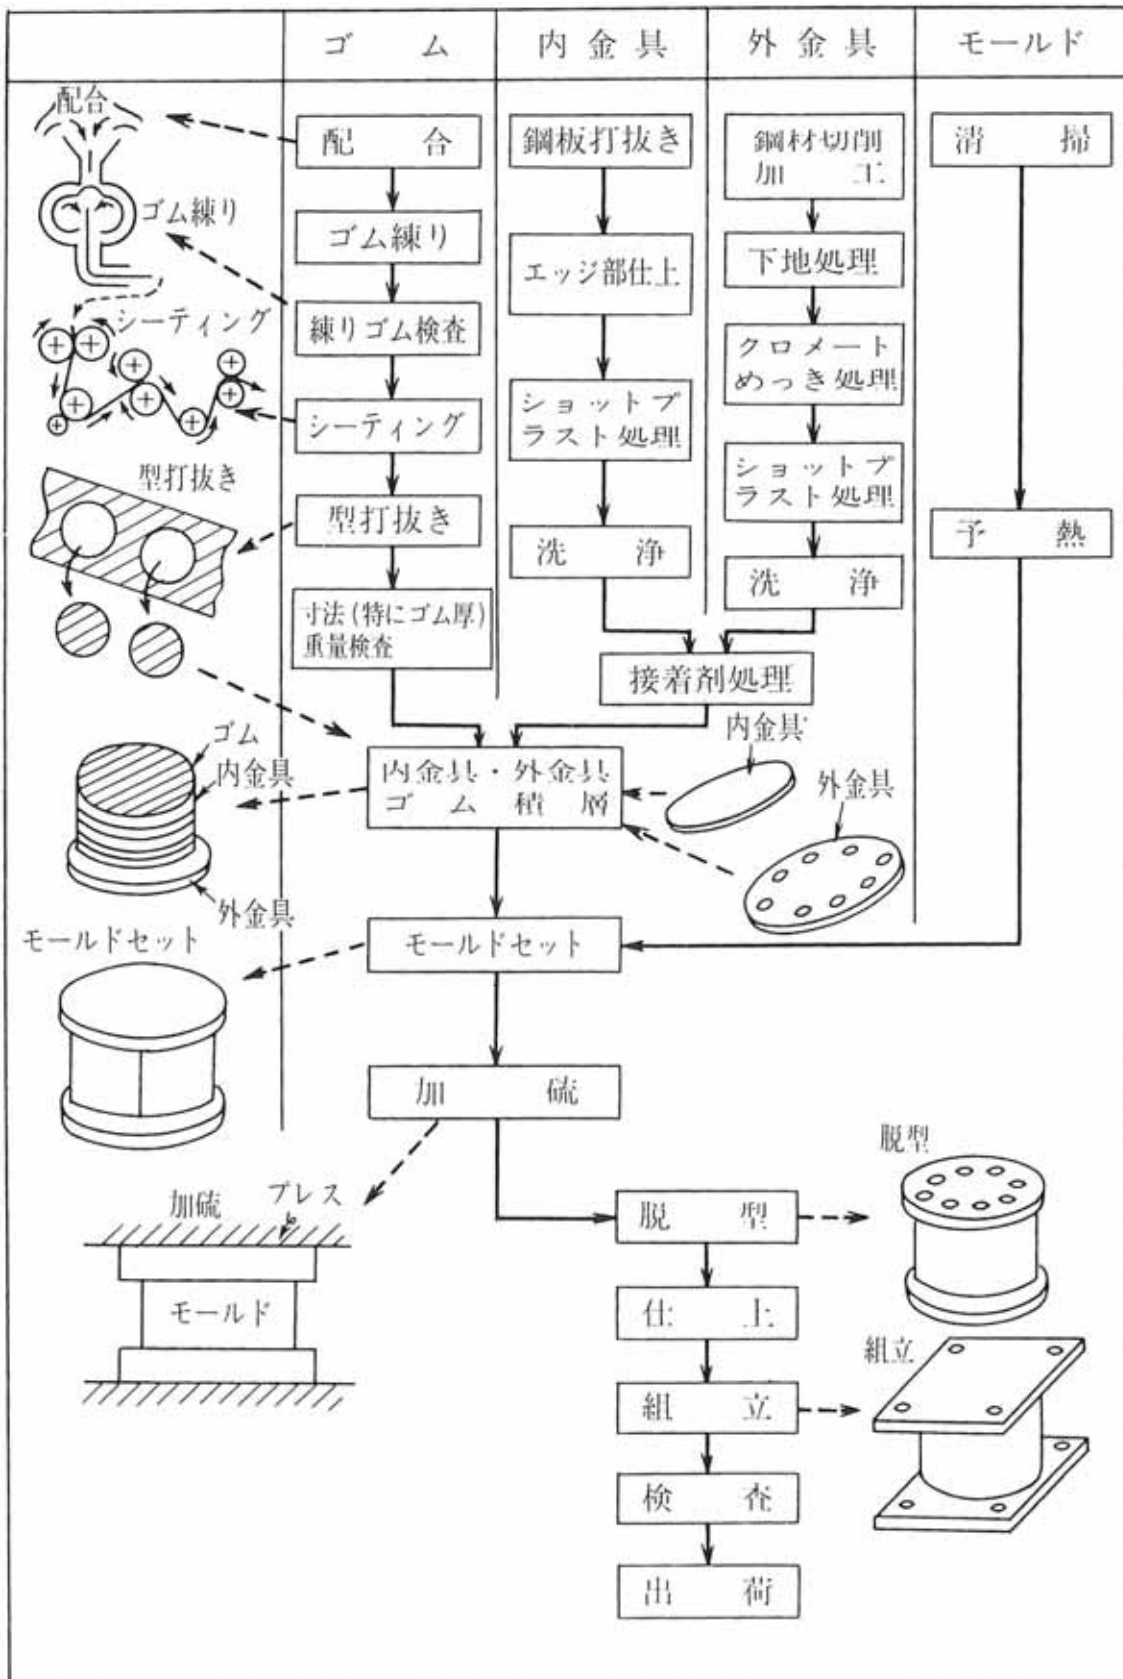 ゴム
内金具
外金具
モールド
配合
ゴム練り
シーティング
型打抜き
配合
ゴム練り
練りゴム検査
シーティング
型打抜き
寸法(特にゴム厚)
重量検査
鋼板打抜き
エッジ部仕上
ショットブ
ラスト処理
洗浄
鋼材切削
加工
下地処理
クロメート
めっき処理
ショットブ
ラスト処理
洗浄
清掃
予熱
接着剤処理
内金具・外金具
ゴム積層
ゴム
内金具
外金具
内金具
外金具
モールドセット
モールドセット
加硫
加硫
プレス
モールド
脱型
仕上
組立
検査
出荷
脱型
組立